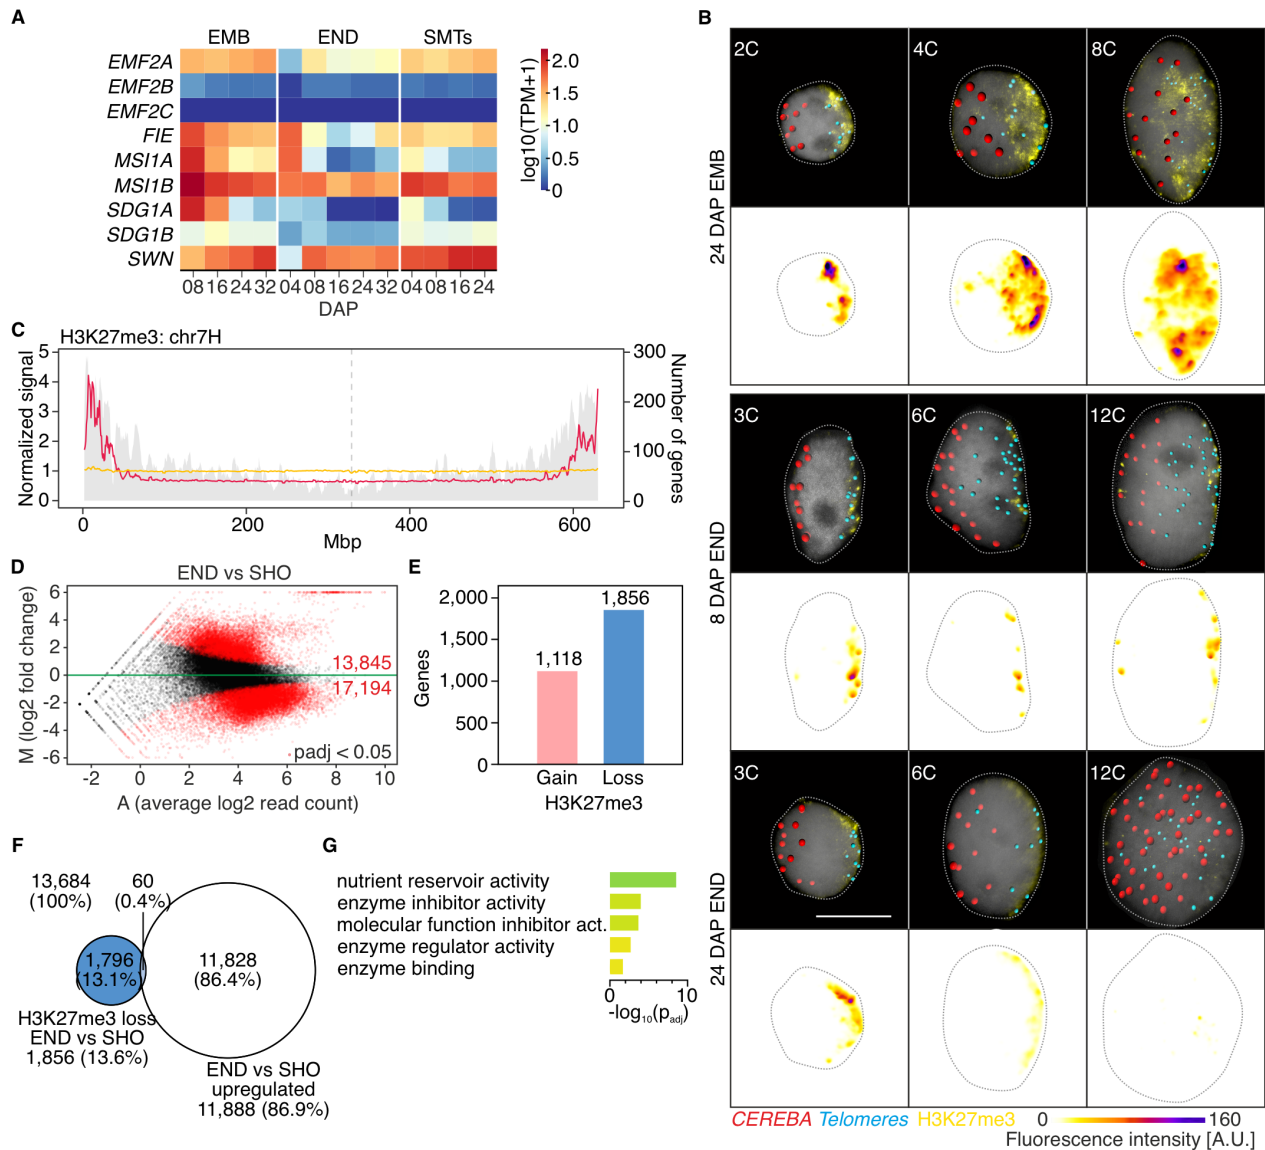 A
EMB END SMTs
EMF2A
EMF2B
EMF2C
FIE
MSI1A
MSI1B
SDG1A
SDG1B
SWN
08 16 24 32 04 08 16 24 32 04 08 16 24
DAP
2.0
1.5
1.0
0.5
0
log10(TPM+1)
B
24 DAP EMB
2C 4C 8C
8 DAP END
3C 6C 12C
24 DAP END
3C 6C 12C
CEREBA Telomeres H3K27me3 0 160
Fluorescence intensity [A.U.]
C
H3K27me3: chr7H
Normalized signal
5
4
3
2
1
0
300
200
100
0
Number of genes
0 200 400 600
Mbp
D
END vs SHO
M (log2 fold change)
6
4
2
0
-2
-4
-6
13,845
17,194
padj < 0.05
-2 0 2 4 6 8 10
A (average log2 read count)
E
Genes
2,000
1,500
1,000
500
0
1,118
1,856
Gain Loss
H3K27me3
F
13,684
(100%)
60
(0.4%)
1,796
(13.1%)
11,828
(86.4%)
H3K27me3 loss
END vs SHO
1,856 (13.6%)
END vs SHO
upregulated
11,888 (86.9%)
G
nutrient reservoir activity
enzyme inhibitor activity
molecular function inhibitor act.
enzyme regulator activity
enzyme binding
0 10
-log10(padj)